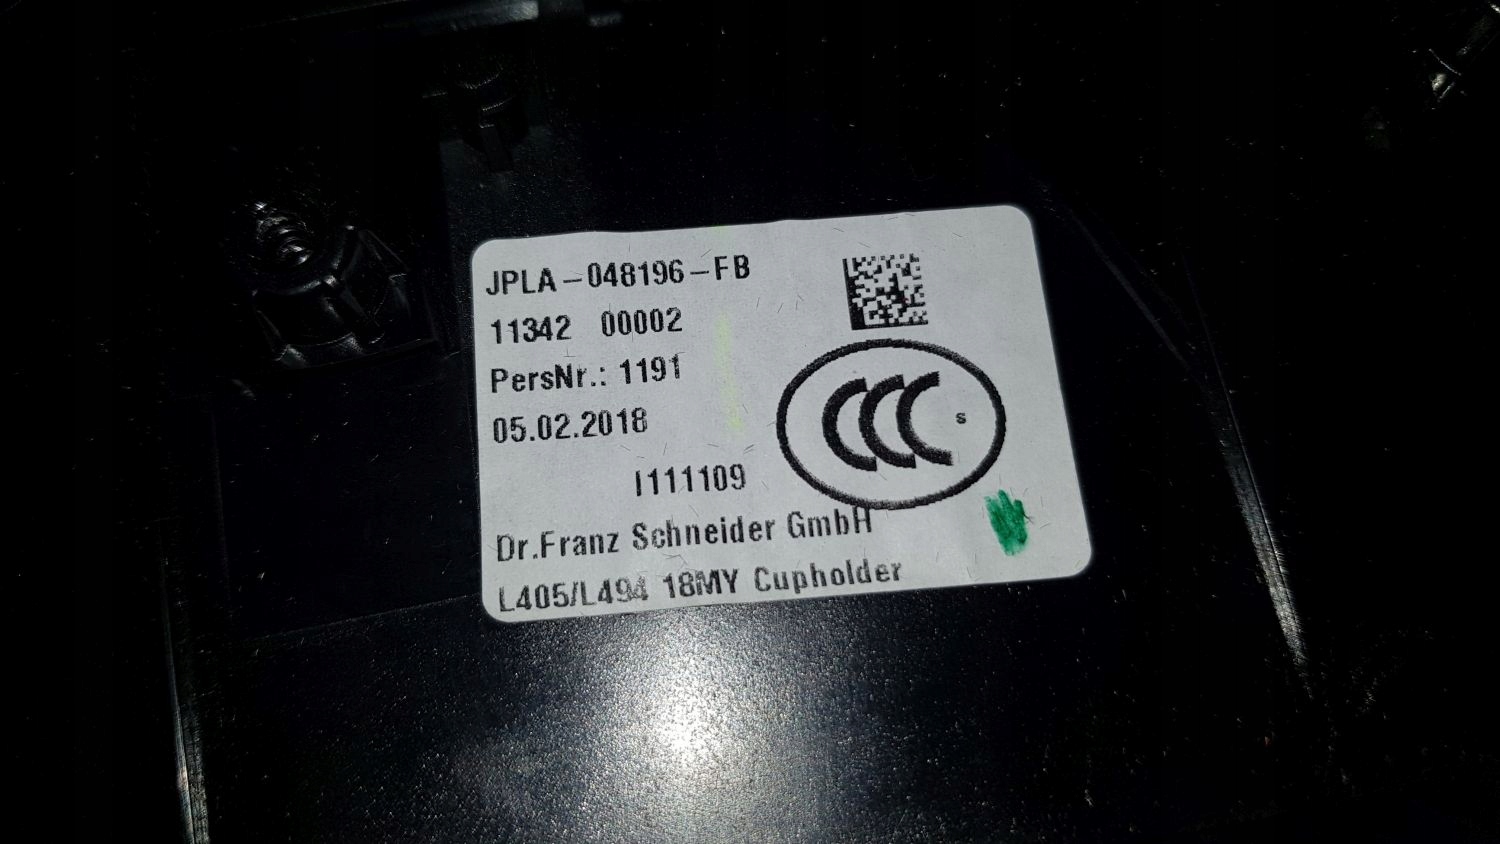 JPLA-048196-FB
11342 00002
PersNr.: 1191
05.02.2018
I111109
CCC S
Dr.Franz Schneider GmbH
L405/L494 18MY Cupholder